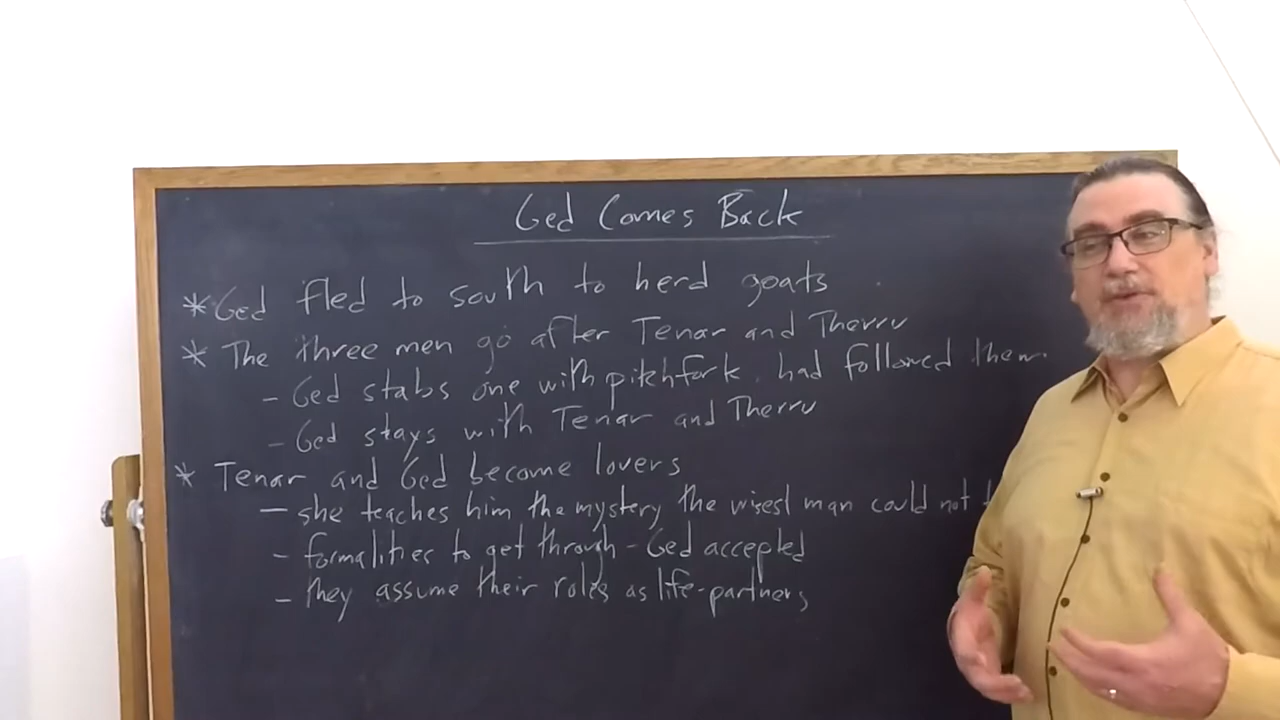 Ged Comes Back
* Ged fled to south to herd goats
* The three men go after Tenar and Therru
- Ged stabs one with pitchfork, had followed them
- Ged stays with Tenar and Therru
* Tenar and Ged become lovers
- she teaches him the mystery the wisest man could not
- formalities to get through - Ged accepted
- they assume their roles as life-partners